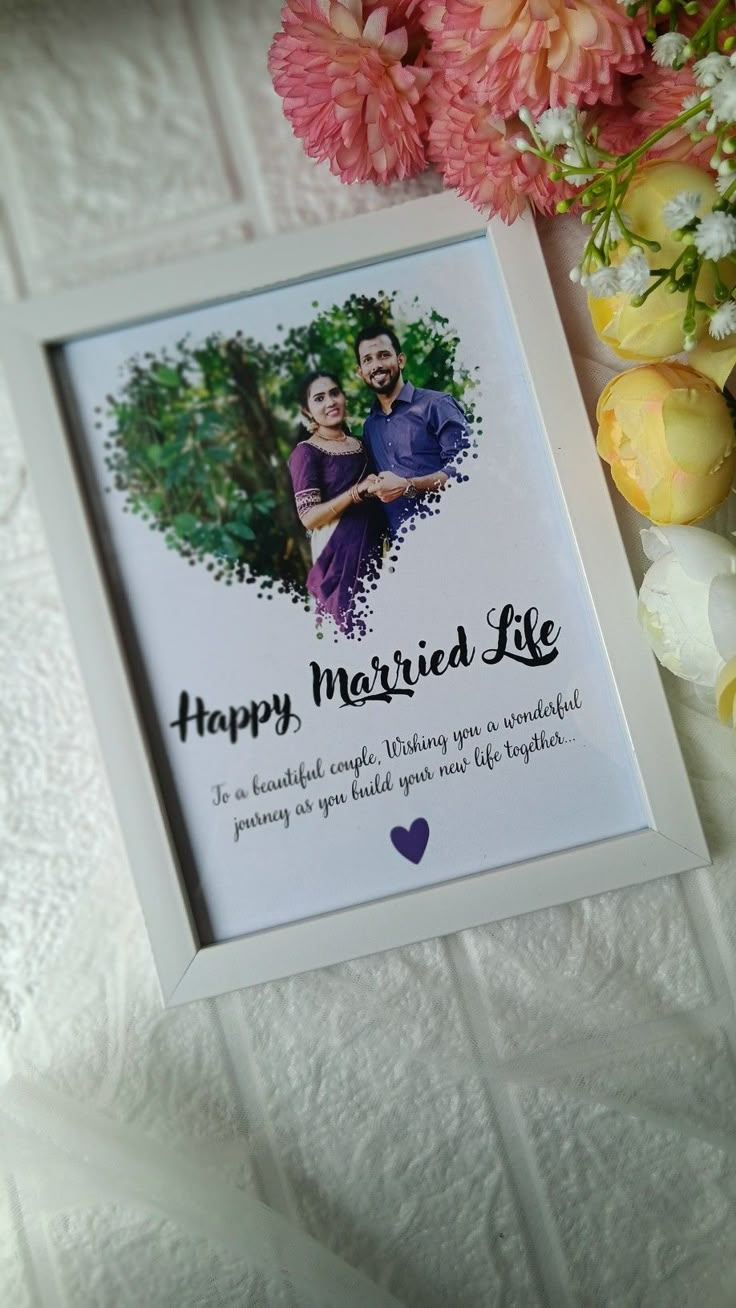 Happy Married Life
To a beautiful couple, Wishing you a wonderful
journey as you build your new life together...